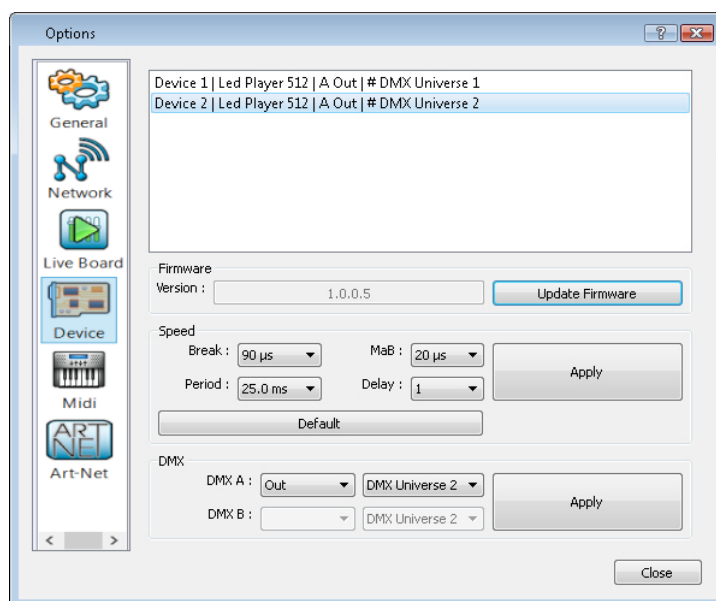 Options
General
Network
Live Board
Device
Midi
ART
NET
Art-Net
Device 1 | Led Player 512 | A Out | # DMX Universe 1
Device 2 | Led Player 512 | A Out | # DMX Universe 2
Firmware
Version : 1.0.0.5 Update Firmware
Speed
Break : 90 µs MaB : 20 µs
Period : 25.0 ms Delay : 1
Apply
Default
DMX
DMX A : Out DMX Universe 2
DMX B : DMX Universe 2
Apply
Close